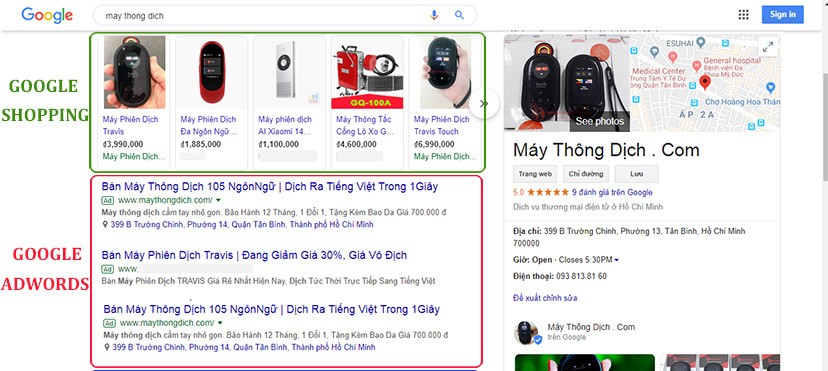 Google
may thong dich
Sign in
GOOGLE
SHOPPING
Máy Phiên Dịch
Travis
₫3,990,000
Máy Phiên Dịch...
Máy Phiên Dịch
Đa Ngôn Ngữ...
₫1,885,000
Máy phiên dịch
AI Xiaomi 14...
₫1,100,000
GQ-100A
Máy Thông Tắc
Cống Lò Xo G...
₫4,600,000
Máy Phiên Dịch
Travis Touch
₫6,990,000
Máy Phiên Dịch...
GOOGLE
ADWORDS
Bán Máy Thông Dịch 105 NgônNgữ | Dịch Ra Tiếng Việt Trong 1Giây
Ad www.maythongdich.com/
Máy thông dịch cầm tay nhỏ gọn. Bảo Hành 12 Tháng, 1 Đổi 1, Tặng Kèm Bao Da Giá 700.000 đ
399 B Trường Chinh, Phường 14, Quận Tân Bình, Thành phố Hồ Chí Minh
Bán Máy Phiên Dịch Travis | Đang Giảm Giá 30%, Giá Vô Địch
Ad www.
Bán Máy Phiên Dịch TRAVIS Giá Rẻ Nhất Hiện Nay, Dịch Tức Thời Trực Tiếp Sang Tiếng Việt
Bán Máy Thông Dịch 105 NgônNgữ | Dịch Ra Tiếng Việt Trong 1Giây
Ad www.maythongdich.com/
Máy thông dịch cầm tay nhỏ gọn. Bảo Hành 12 Tháng, 1 Đổi 1, Tặng Kèm Bao Da Giá 700.000 đ
399 B Trường Chinh, Phường 14, Quận Tân Bình, Thành phố Hồ Chí Minh
See photos
ESUHAI
Medical Center
Trung Tâm Y Tế
Du Quận Tân Bình
General hospital
Bệnh viện Đa
Khoa Mỹ Đức
Chợ Hoàng Hoa Thám
ẤP 2A
Máy Thông Dịch . Com
Trang web
Chỉ đường
Lưu
5.0 ★★★★★ 9 đánh giá trên Google
Dịch vụ thương mại điện tử ở Hồ Chí Minh
Địa chỉ: 399 B Trường Chinh, Phường 13, Tân Bình, Hồ Chí Minh
700000
Giờ: Open · Closes 5:30PM
Điện thoại: 093 813 81 60
Đề xuất chỉnh sửa
Máy Thông Dịch . Com
trên Google